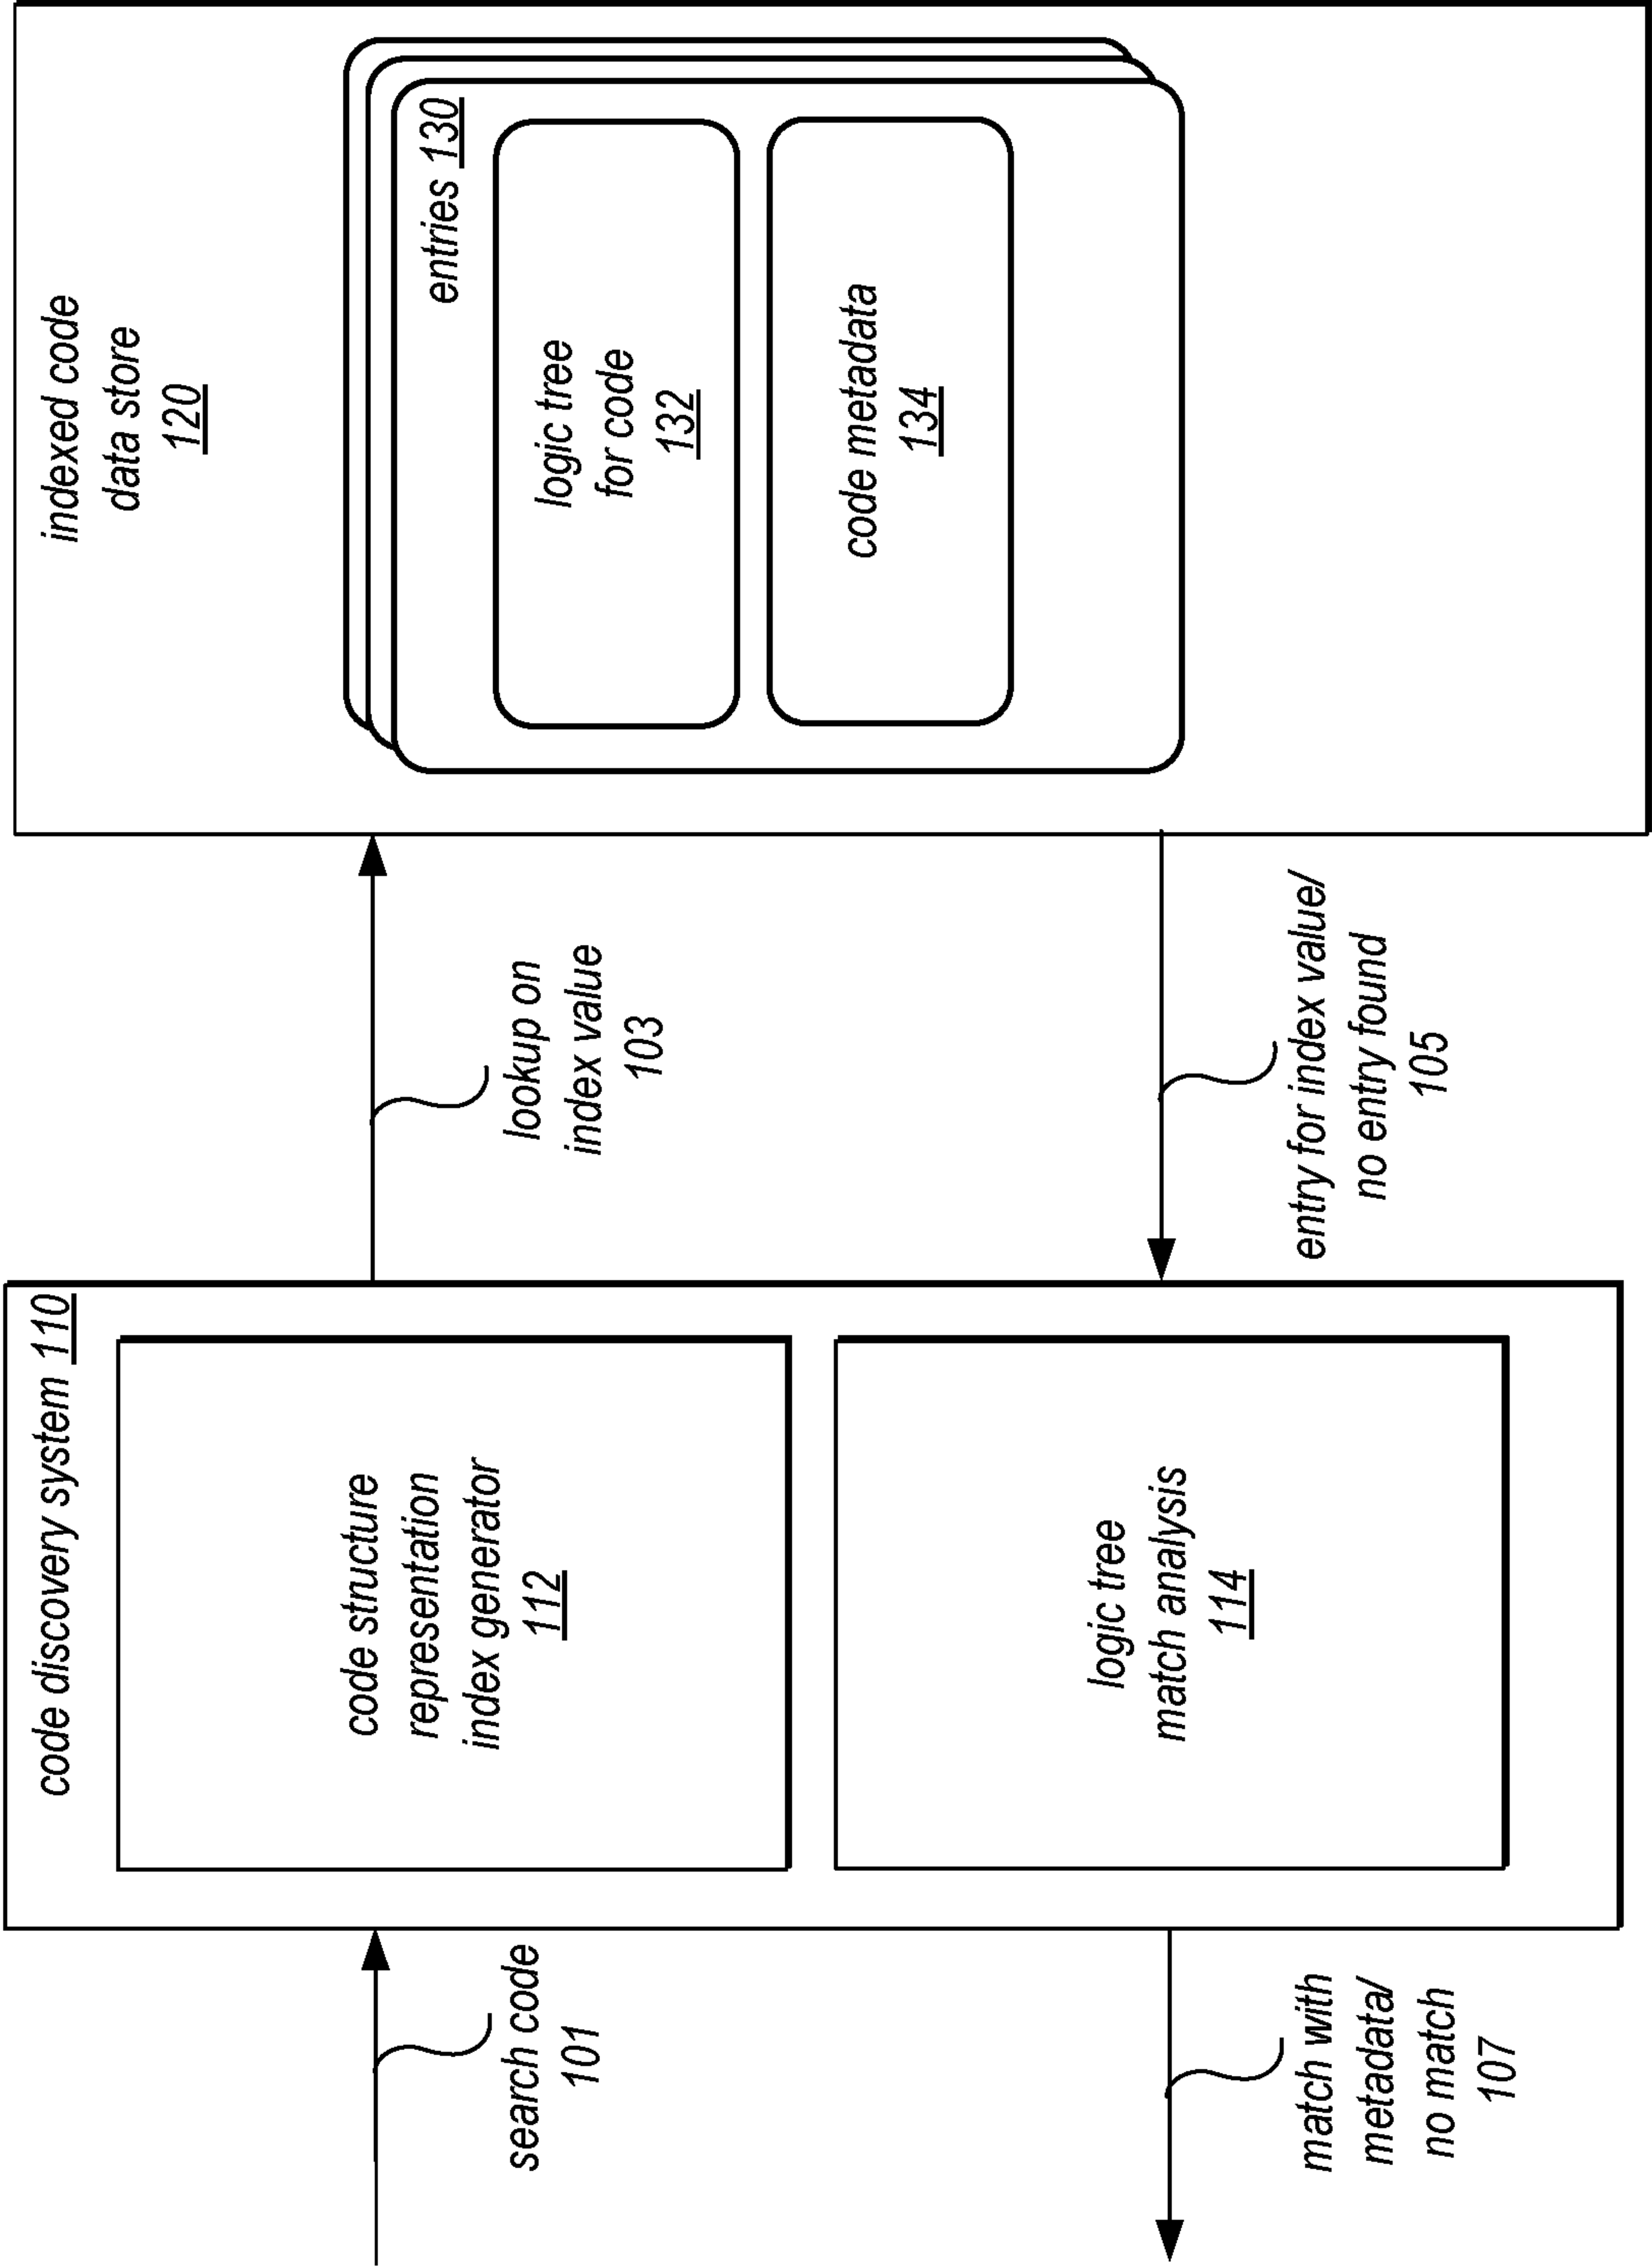 code discovery system 110
code structure
representation
index generator
112
logic tree
match analysis
114
search code
101
match with
metadata/
no match
107
lookup on
index value
103
entry for index value/
no entry found
105
indexed code
data store
120
entries 130
logic tree
for code
132
code metadata
134